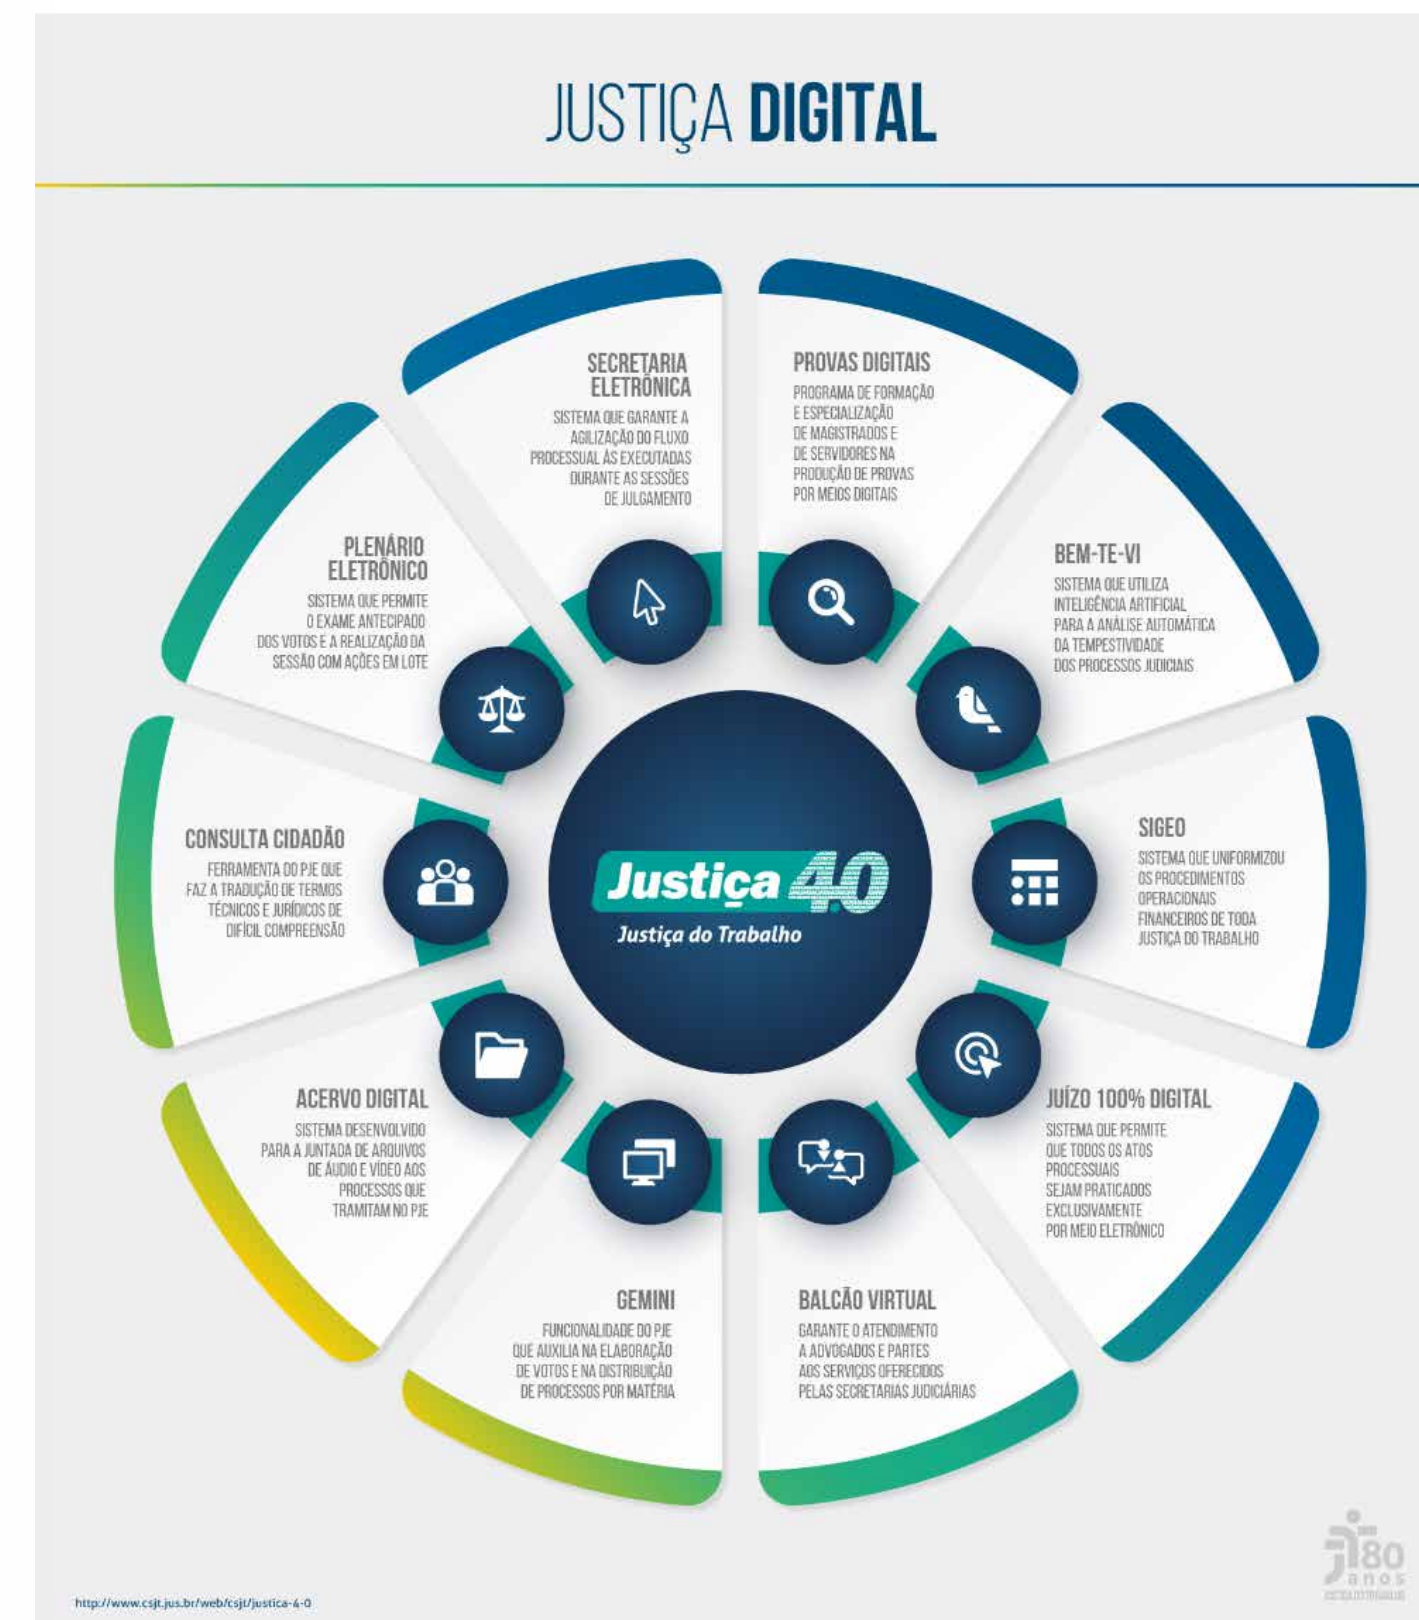 JUSTIÇA DIGITAL
SECRETARIA
ELETRÔNICA
SISTEMA QUE GARANTE A
AGILIZAÇÃO DO FLUXO
PROCESSUAL ÀS EXECUTADAS
DURANTE AS SESSÕES
DE JULGAMENTO
PROVAS DIGITAIS
PROGRAMA DE FORMAÇÃO
E ESPECIALIZAÇÃO
DE MAGISTRADOS E
DE SERVIDORES NA
PRODUÇÃO DE PROVAS
POR MEIOS DIGITAIS
BEM-TE-VI
SISTEMA QUE UTILIZA
INTELIGÊNCIA ARTIFICIAL
PARA A ANÁLISE AUTOMÁTICA
DA TEMPESTIVIDADE
DOS PROCESSOS JUDICIAIS
SIGEO
SISTEMA QUE UNIFORMIZOU
OS PROCEDIMENTOS
OPERACIONAIS
FINANCEIROS DE TODA
JUSTIÇA DO TRABALHO
JUÍZO 100% DIGITAL
SISTEMA QUE PERMITE
QUE TODOS OS ATOS
PROCESSUAIS
SEJAM PRATICADOS
EXCLUSIVAMENTE
POR MEIO ELETRÔNICO
BALCÃO VIRTUAL
GARANTE O ATENDIMENTO
A ADVOGADOS E PARTES
AOS SERVIÇOS OFERECIDOS
PELAS SECRETARIAS JUDICIÁRIAS
GEMINI
FUNCIONALIDADE DO PJE
QUE AUXILIA NA ELABORAÇÃO
DE VOTOS E NA DISTRIBUIÇÃO
DE PROCESSOS POR MATÉRIA
ACERVO DIGITAL
SISTEMA DESENVOLVIDO
PARA A JUNTADA DE ARQUIVOS
DE ÁUDIO E VÍDEO AOS
PROCESSOS QUE
TRAMITAM NO PJE
CONSULTA CIDADÃO
FERRAMENTA DO PJE QUE
FAZ A TRADUÇÃO DE TERMOS
TÉCNICOS E JURÍDICOS DE
DIFÍCIL COMPREENSÃO
PLENÁRIO
ELETRÔNICO
SISTEMA QUE PERMITE
O EXAME ANTECIPADO
DOS VOTOS E A REALIZAÇÃO DA
SESSÃO COM AÇÕES EM LOTE
Justiça 4.0
Justiça do Trabalho
80
anos
http://www.csjt.jus.br/web/csjt/justica-4-0